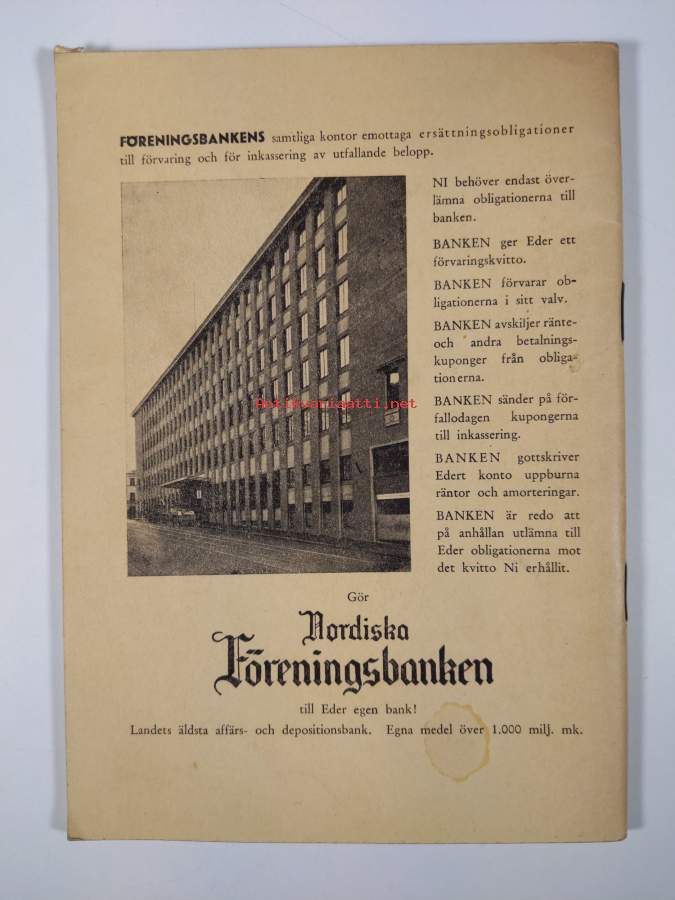 FÖRENINGSBANKENS samtliga kontor emottaga ersättningsobligationer
till förvaring och för inkassering av utfallande belopp.
NI behöver endast över-
lämna obligationerna till
banken.
BANKEN ger Eder ett
förvaringskvitto.
BANKEN förvarar ob-
ligationerna i sitt valv.
BANKEN avskiljer ränte-
och andra betalnings-
kuponger från obliga-
tionerna.
BANKEN sänder på för-
fallodagen kupongerna
till inkassering.
BANKEN gottskriver
Edert konto uppburna
räntor och amorteringar.
BANKEN är redo att
på anhållan utlämna till
Eder obligationerna mot
det kvitto Ni erhållit.
Antikvariaatti.net
Gör
Nordiska
Föreningsbanken
till Eder egen bank!
Landets äldsta affärs- och depositionsbank. Egna medel över 1.000 milj. mk.